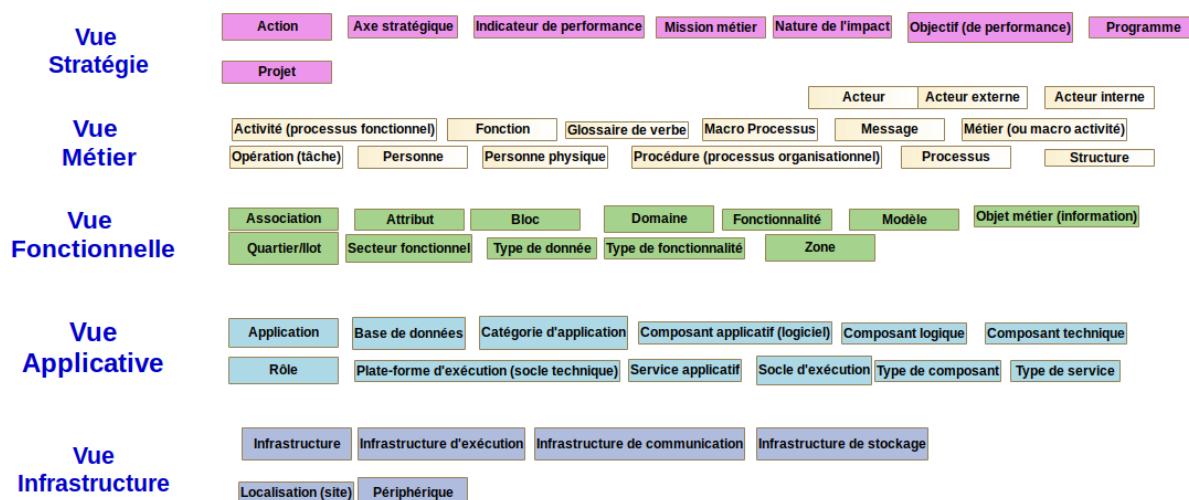 Vue
Stratégie
Action Axe stratégique Indicateur de performance Mission métier Nature de l'impact Objectif (de performance) Programme
Projet
Vue
Métier
Acteur Acteur externe Acteur interne
Activité (processus fonctionnel) Fonction Glossaire de verbe Macro Processus Message Métier (ou macro activité)
Opération (tâche) Personne Personne physique Procédure (processus organisationnel) Processus Structure
Vue
Fonctionnelle
Association Attribut Bloc Domaine Fonctionnalité Modèle Objet métier (information)
Quartier/Ilot Secteur fonctionnel Type de donnée Type de fonctionnalité Zone
Vue
Applicative
Application Base de données Catégorie d'application Composant applicatif (logiciel) Composant logique Composant technique
Rôle Plate-forme d'exécution (socle technique) Service applicatif Socle d'exécution Type de composant Type de service
Vue
Infrastructure
Infrastructure Infrastructure d'exécution Infrastructure de communication Infrastructure de stockage
Localisation (site) Périphérique